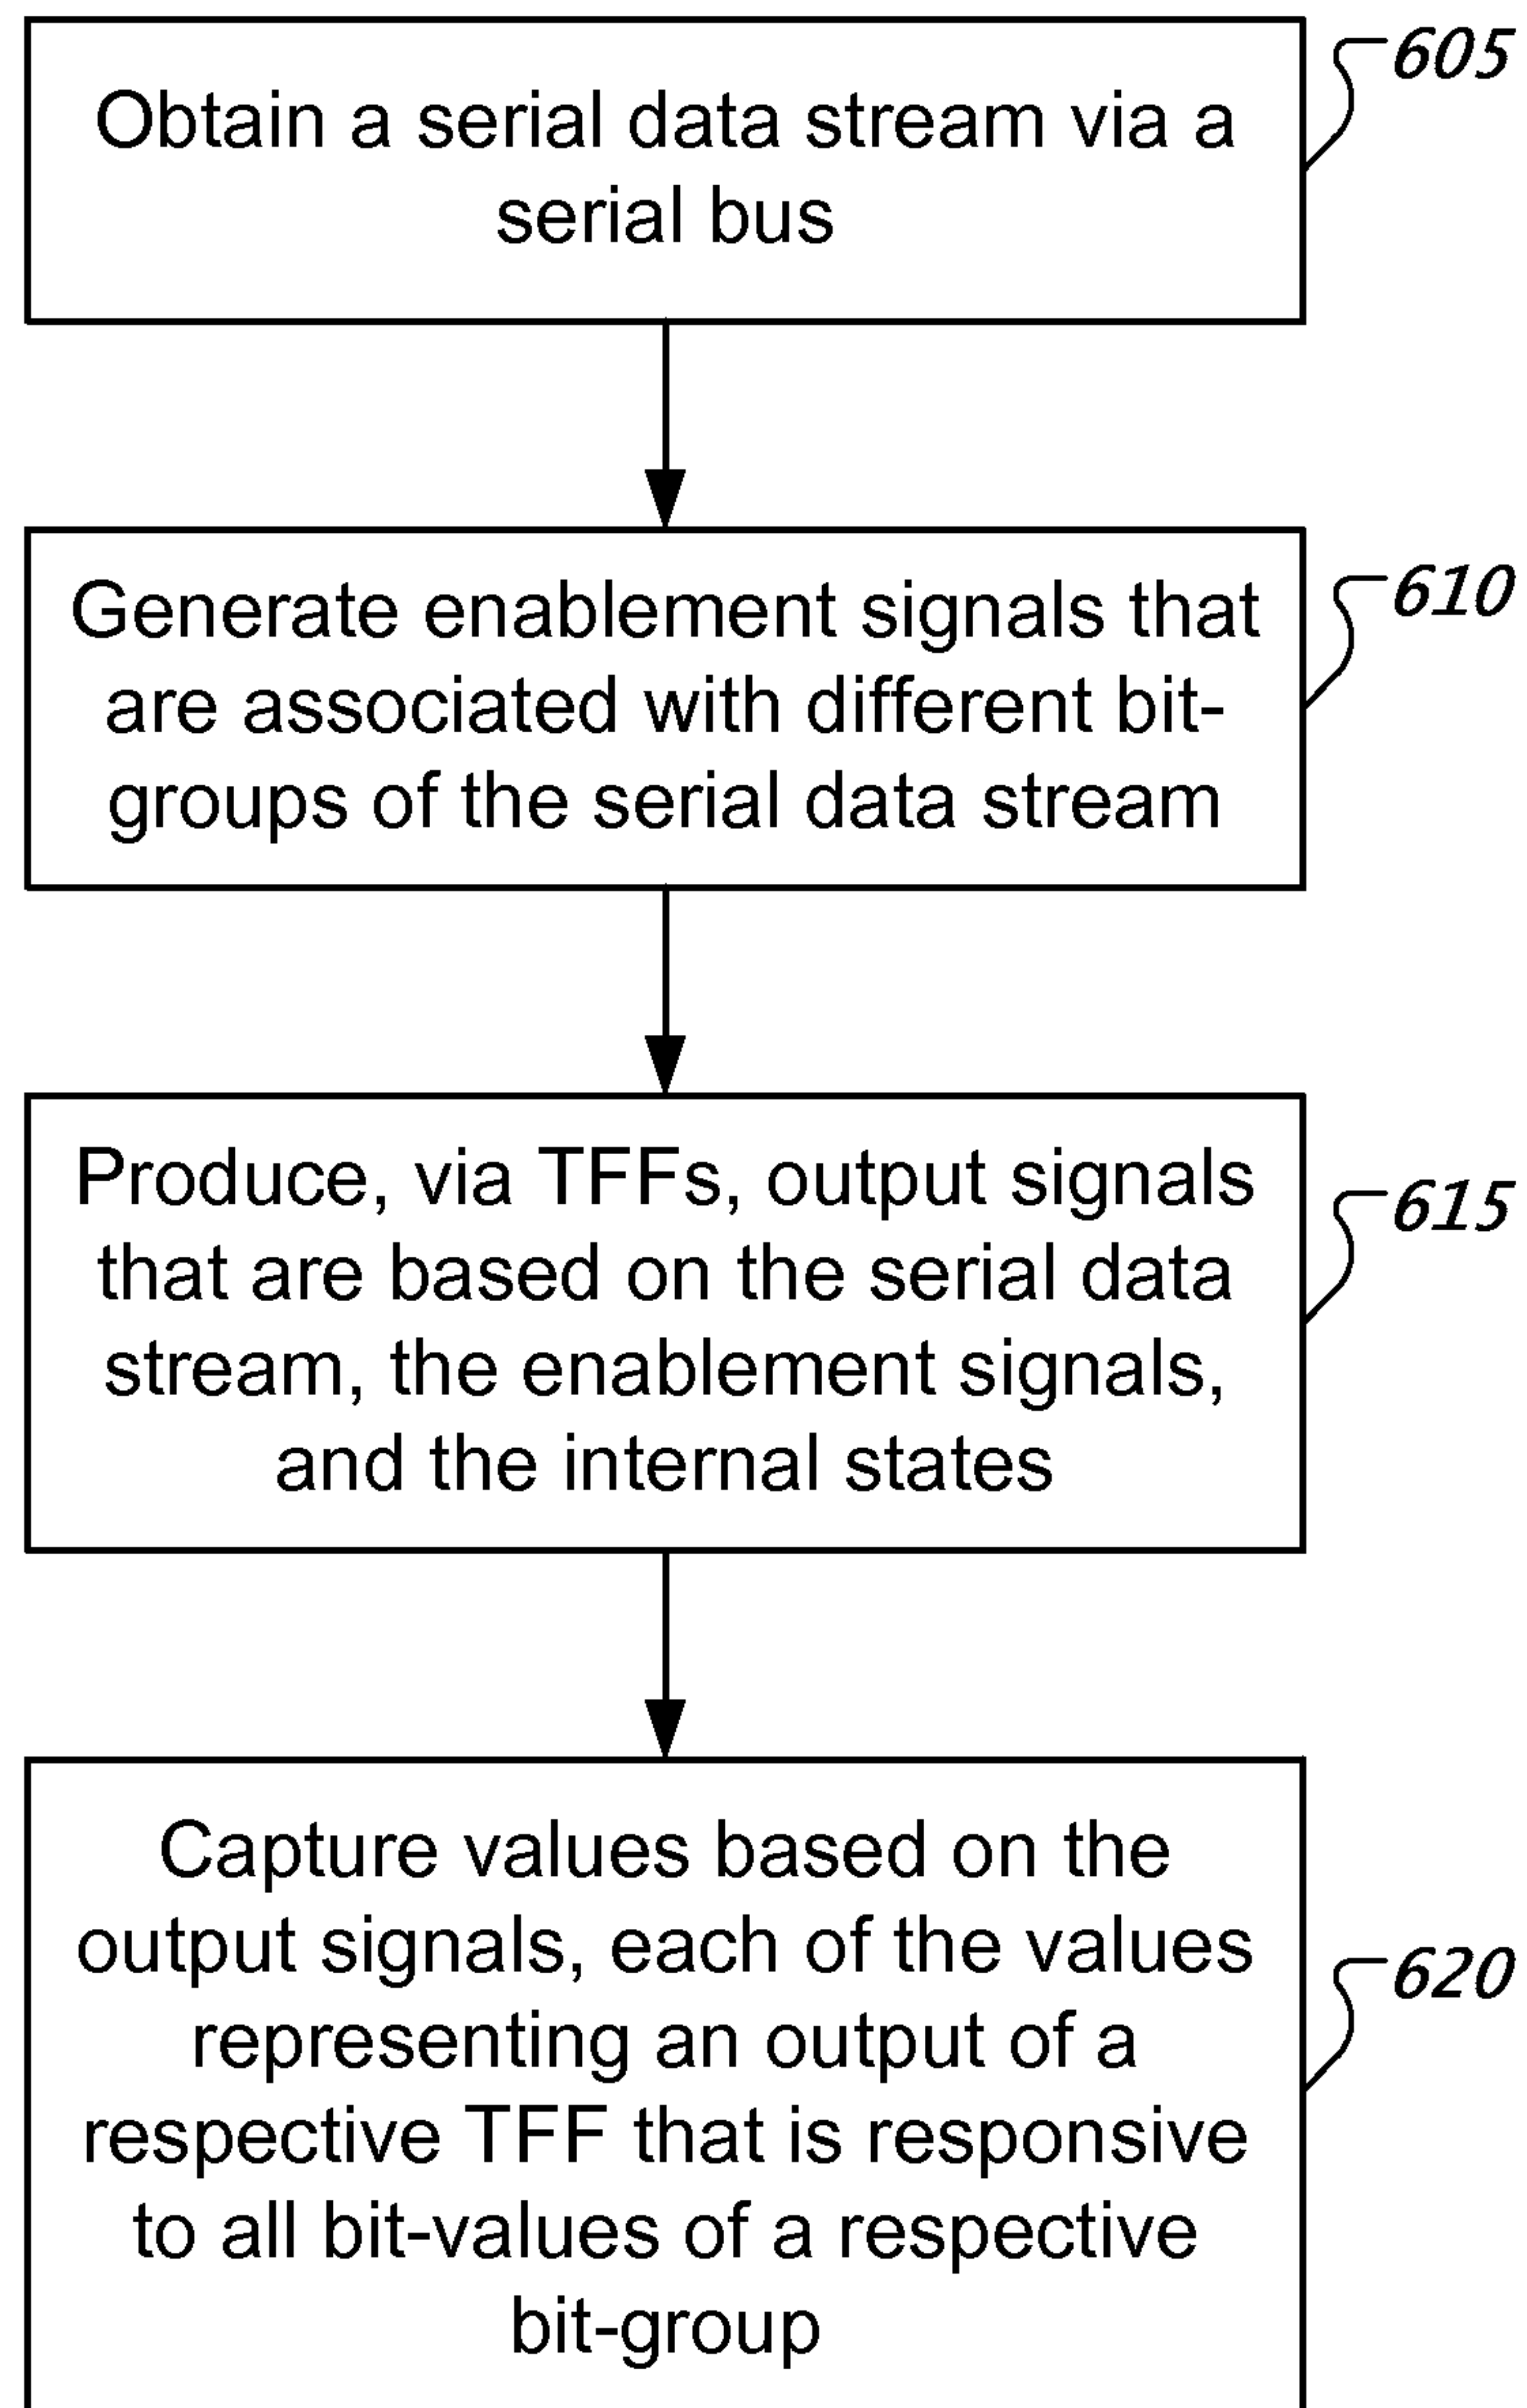 605
Obtain a serial data stream via a
serial bus
610
Generate enablement signals that
are associated with different bit-
groups of the serial data stream
615
Produce, via TFFs, output signals
that are based on the serial data
stream, the enablement signals,
and the internal states
620
Capture values based on the
output signals, each of the values
representing an output of a
respective TFF that is responsive
to all bit-values of a respective
bit-group